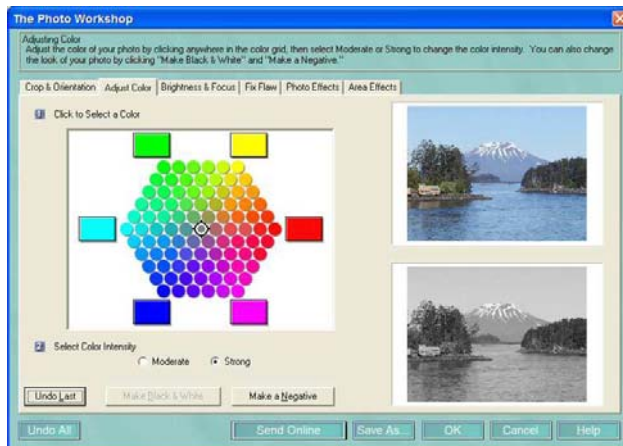 The Photo Workshop
Adjusting Color
Adjust the color of your photo by clicking anywhere in the color grid, then select Moderate or Strong to change the color intensity. You can also change
the look of your photo by clicking "Make Black & White" and "Make a Negative."
Crop & Orientation Adjust Color Brightness & Focus Fix Flaw Photo Effects Area Effects
1 Click to Select a Color
2 Select Color Intensity
Moderate Strong
Undo Last Make Black & White Make a Negative
Undo All Send Online Save As... OK Cancel Help